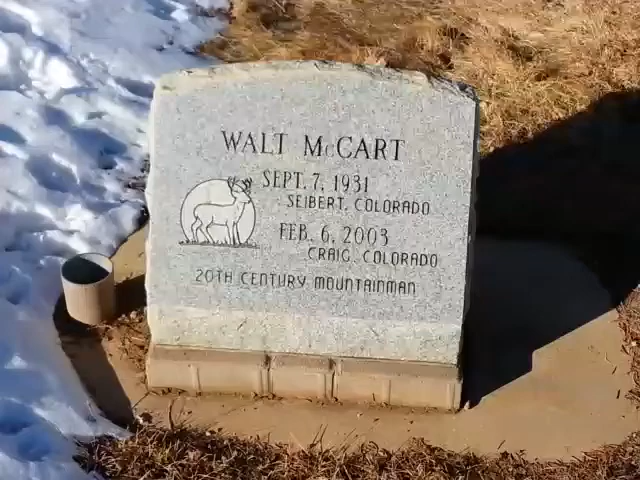 WALT McCART
SEPT. 7, 1931
SEIBERT, COLORADO
FEB. 6, 2003
CRAIG, COLORADO
20TH CENTURY MOUNTAINMAN